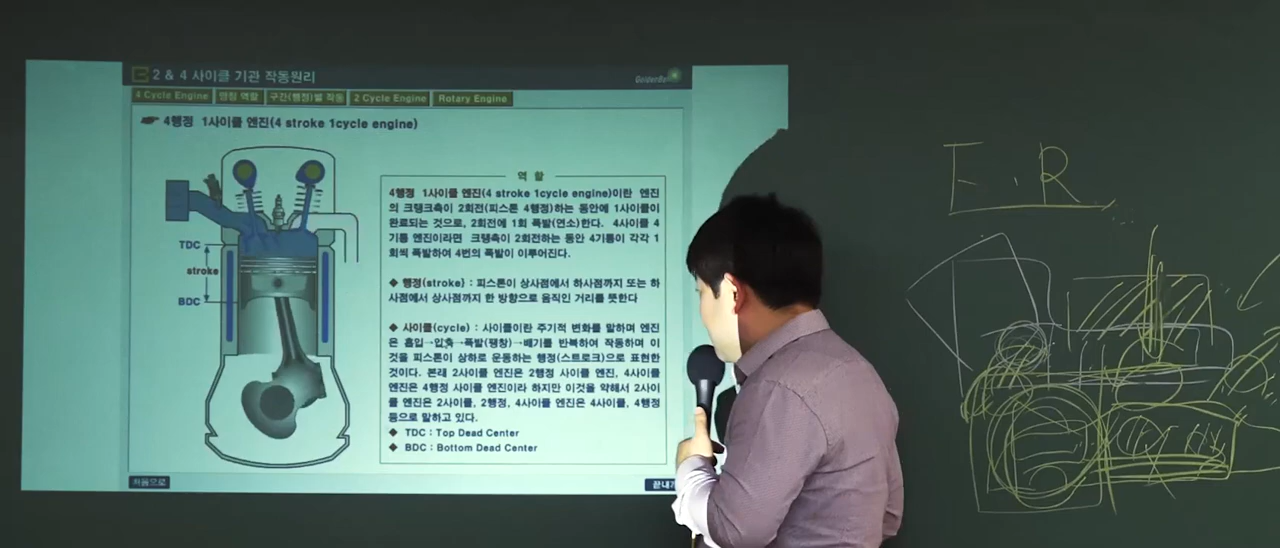 2 & 4 사이클 기관 작동원리
4 Cycle Engine
명칭 역할
구간(행정)별 작동
2 Cycle Engine
Rotary Engine
4행정 1사이클 엔진(4 stroke 1cycle engine)
TDC
stroke
BDC
역 할
4행정 1사이클 엔진(4 stroke 1cycle engine)이란 엔진
의 크랭크축이 2회전(피스톤 4행정)하는 동안에 1사이클이
완료되는 것으로, 2회전에 1회 폭발(연소)한다. 4사이클 4
기통 엔진이라면 크랭축이 2회전하는 동안 4기통이 각각 1
회씩 폭발하여 4번의 폭발이 이루어진다.
◆ 행정(stroke) : 피스톤이 상사점에서 하사점까지 또는 하
사점에서 상사점까지 한 방향으로 움직인 거리를 뜻한다
◆ 사이클(cycle) : 사이클이란 주기적 변화를 말하며 엔진
은 흡입→압축→폭발(팽창)→배기를 반복하여 작동하며 이
것을 피스톤이 상하로 운동하는 행정(스트로크)으로 표현한
것이다. 본래 2사이클 엔진은 2행정 사이클 엔진, 4사이클
엔진은 4행정 사이클 엔진이라 하지만 이것을 약해서 2사이
클 엔진은 2사이클, 2행정, 4사이클 엔진은 4사이클, 4행정
등으로 말하고 있다.
◆ TDC : Top Dead Center
◆ BDC : Bottom Dead Center
처음으로
끝내기
E.R